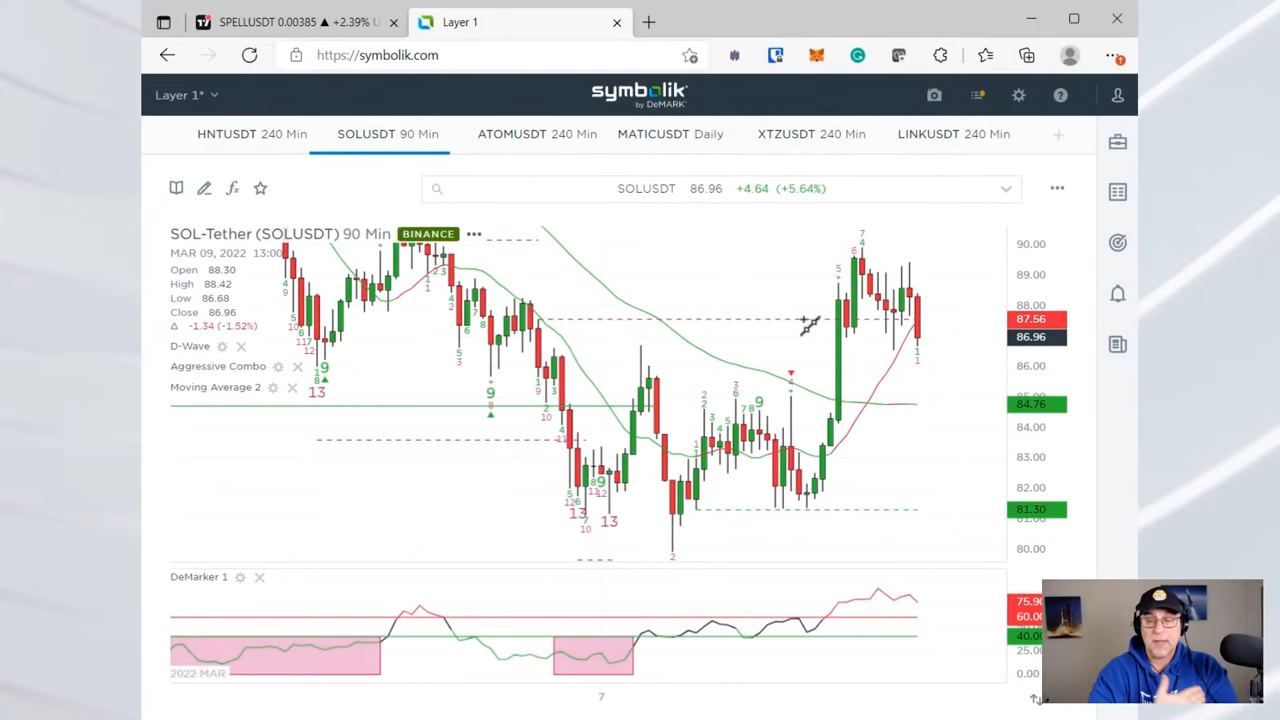 SPELLUSDT 0.00385 ▲ +2.39% U
Layer 1
https://symbolik.com
Layer 1*
symbolik
by DeMARK
HNTUSDT 240 Min
SOLUSDT 90 Min
ATOMUSDT 240 Min
MATICUSDT Daily
XTZUSDT 240 Min
LINKUSDT 240 Min
SOLUSDT 86.96 +4.64 (+5.64%)
SOL-Tether (SOLUSDT) 90 Min BINANCE
MAR 09, 2022 13:00
Open 88.30
High 88.42
Low 86.68
Close 86.96
Δ -1.34 (-1.52%)
D-Wave
Aggressive Combo
Moving Average 2
90.00
89.00
88.00
87.56
86.96
86.00
84.76
84.00
83.00
82.00
81.30
81.00
80.00
DeMarker 1
75.90
60.00
40.00
25.00
0.00
2022 MAR
7